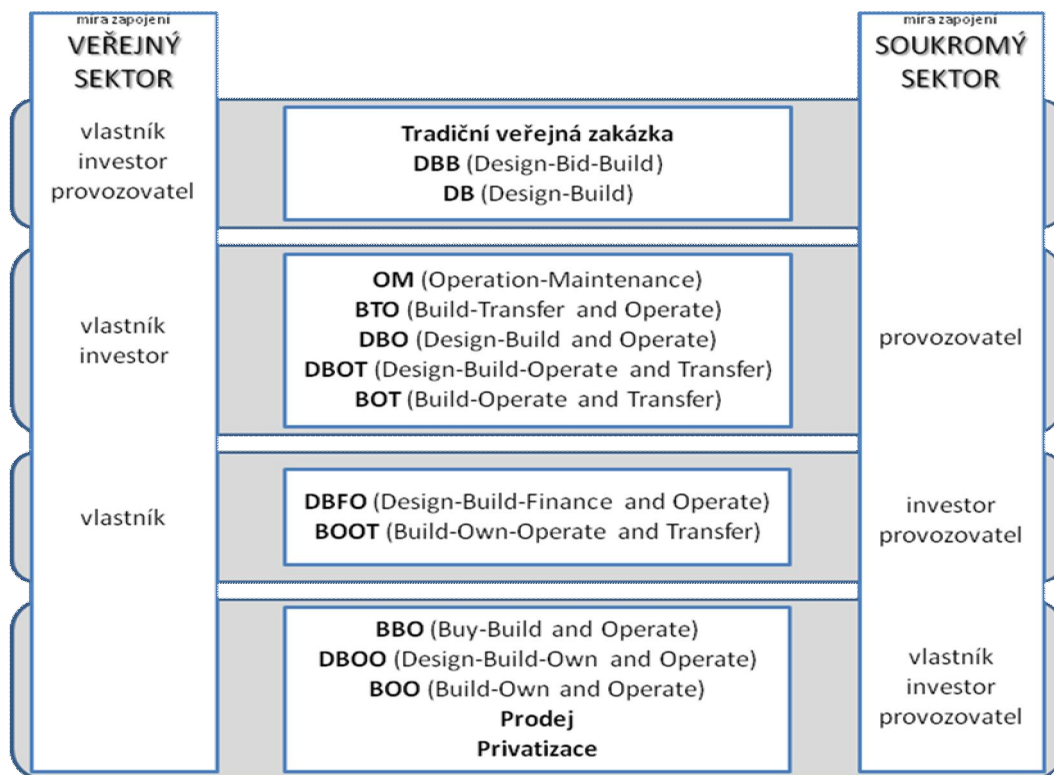 míra zapojení
VEŘEJNÝ
SEKTOR
míra zapojení
SOUKROMÝ
SEKTOR
vlastník
investor
provozovatel
Tradiční veřejná zakázka
DBB (Design-Bid-Build)
DB (Design-Build)
vlastník
investor
OM (Operation-Maintenance)
BTO (Build-Transfer and Operate)
DBO (Design-Build and Operate)
DBOT (Design-Build-Operate and Transfer)
BOT (Build-Operate and Transfer)
provozovatel
vlastník
DBFO (Design-Build-Finance and Operate)
BOOT (Build-Own-Operate and Transfer)
investor
provozovatel
BBO (Buy-Build and Operate)
DBOO (Design-Build-Own and Operate)
BOO (Build-Own and Operate)
Prodej
Privatizace
vlastník
investor
provozovatel